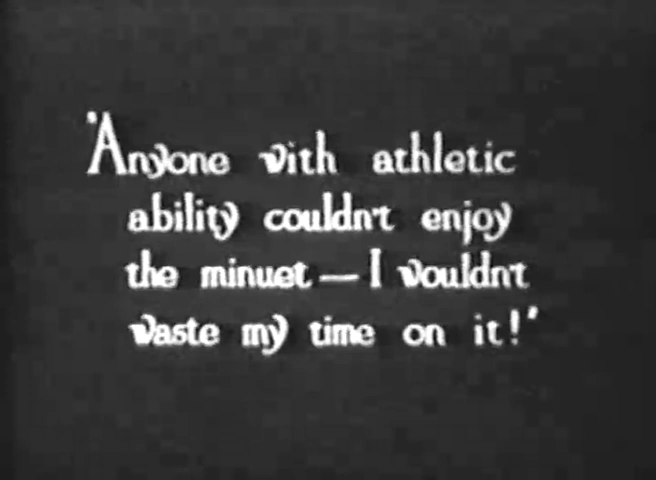 "Anyone with athletic
ability couldn't enjoy
the minuet — I wouldn't
waste my time on it!"